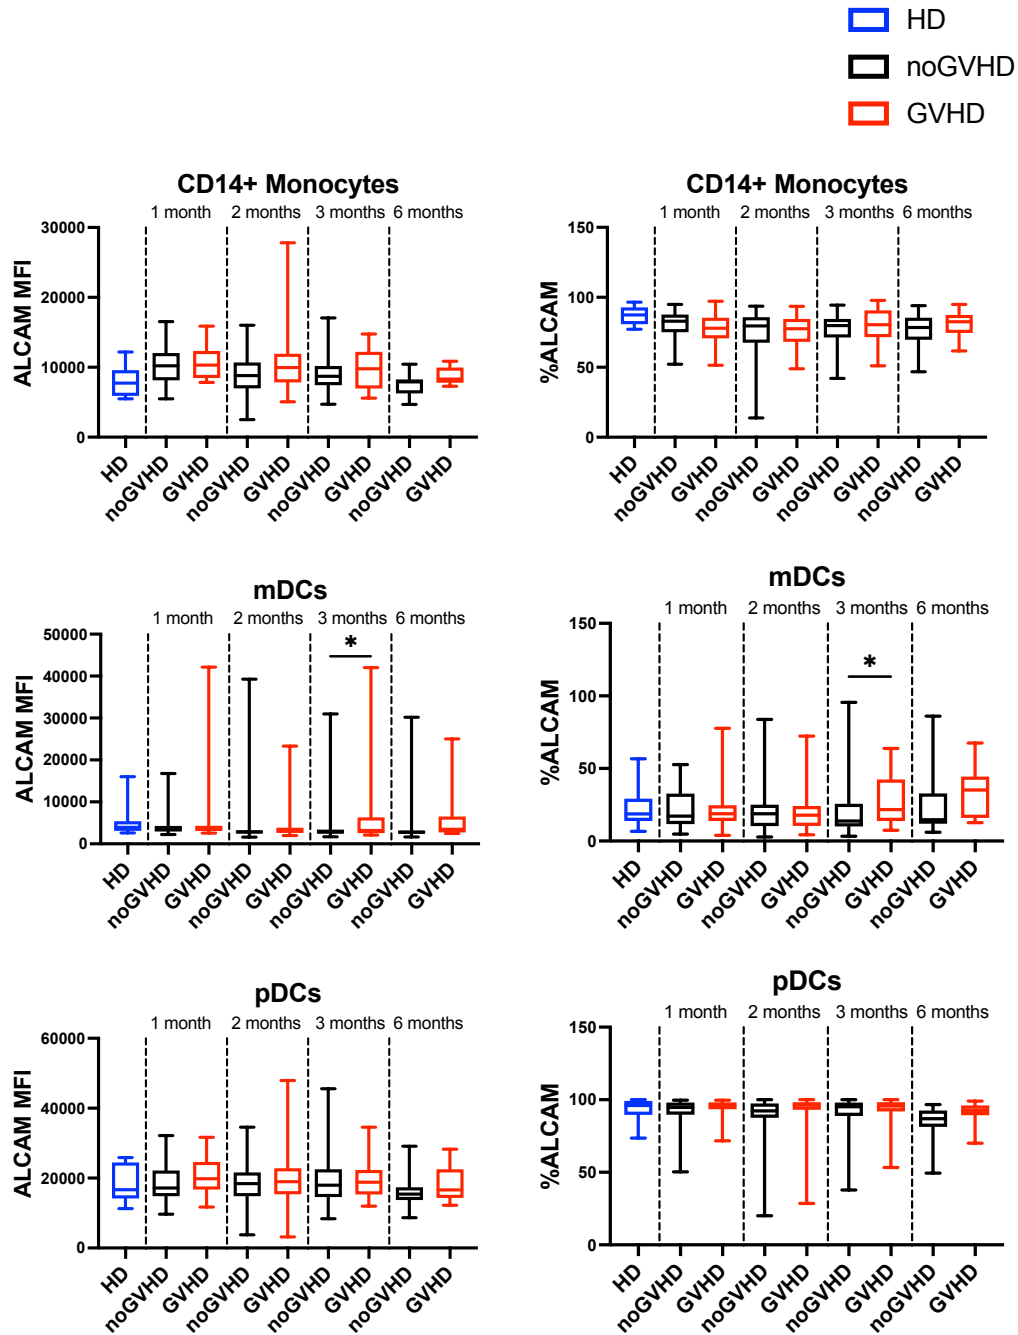 HD
noGVHD
GVHD
CD14+ Monocytes
1 month 2 months 3 months 6 months
ALCAM MFI
30000
20000
10000
0
HD noGVHD GVHD noGVHD GVHD noGVHD GVHD noGVHD GVHD
CD14+ Monocytes
1 month 2 months 3 months 6 months
%ALCAM
150
100
50
0
HD noGVHD GVHD noGVHD GVHD noGVHD GVHD noGVHD GVHD
mDCs
1 month 2 months 3 months 6 months
*
ALCAM MFI
50000
40000
30000
20000
10000
0
HD noGVHD GVHD noGVHD GVHD noGVHD GVHD noGVHD GVHD
mDCs
1 month 2 months 3 months 6 months
*
%ALCAM
150
100
50
0
HD noGVHD GVHD noGVHD GVHD noGVHD GVHD noGVHD GVHD
pDCs
1 month 2 months 3 months 6 months
ALCAM MFI
60000
40000
20000
0
HD noGVHD GVHD noGVHD GVHD noGVHD GVHD noGVHD GVHD
pDCs
1 month 2 months 3 months 6 months
%ALCAM
150
100
50
0
HD noGVHD GVHD noGVHD GVHD noGVHD GVHD noGVHD GVHD